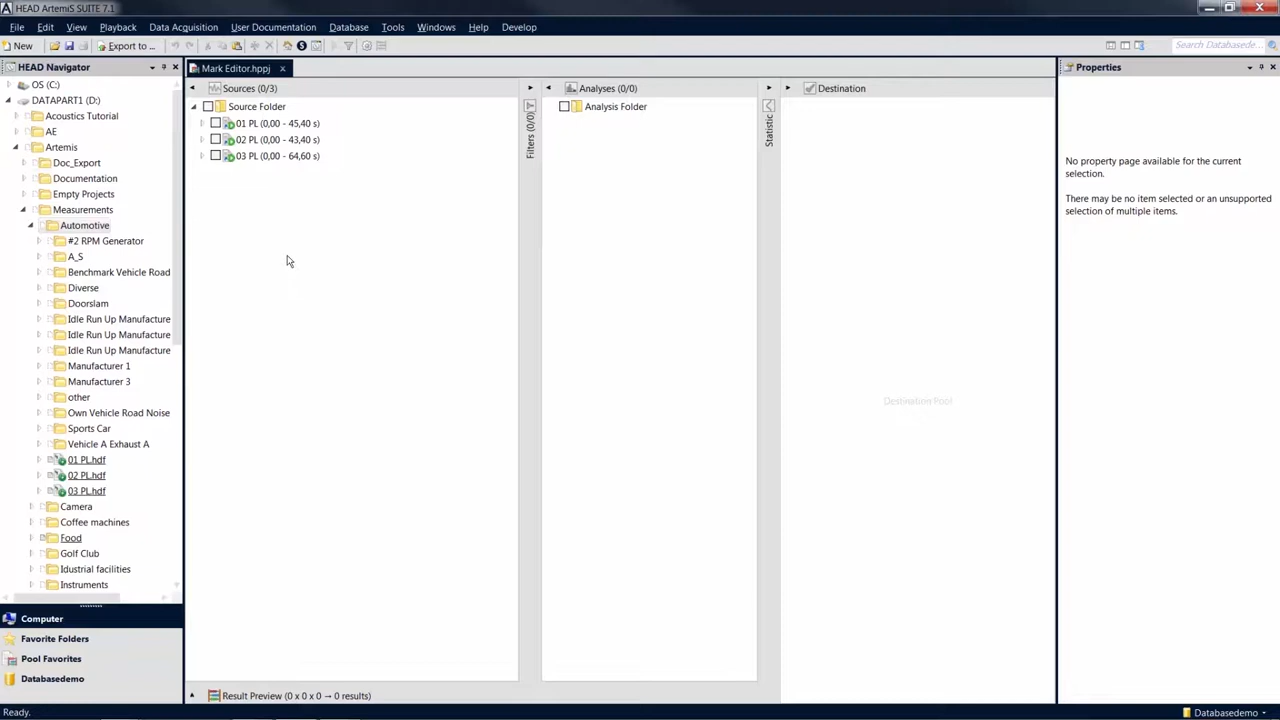 HEAD ArtemiS SUITE 7.1
File Edit View Playback Data Acquisition User Documentation Database Tools Windows Help Develop
New Export to ... Search Databasede...
HEAD Navigator
OS (C:)
DATAPART1 (D:)
Acoustics Tutorial
AE
Artemis
Doc_Export
Documentation
Empty Projects
Measurements
Automotive
#2 RPM Generator
A_S
Benchmark Vehicle Road
Diverse
Doorslam
Idle Run Up Manufacture
Idle Run Up Manufacture
Idle Run Up Manufacture
Manufacturer 1
Manufacturer 3
other
Own Vehicle Road Noise
Sports Car
Vehicle A Exhaust A
01 PL.hdf
02 PL.hdf
03 PL.hdf
Camera
Coffee machines
Food
Golf Club
Idustrial facilities
Instruments
Computer
Favorite Folders
Pool Favorites
Databasedemo
Mark Editor.hppj
Sources (0/3)
Source Folder
01 PL (0,00 - 45,40 s)
02 PL (0,00 - 43,40 s)
03 PL (0,00 - 64,60 s)
Filters (0/0)
Analyses (0/0)
Analysis Folder
Statistic
Destination
Destination Pool
Result Preview (0 x 0 x 0 → 0 results)
Properties
No property page available for the current
selection.
There may be no item selected or an unsupported
selection of multiple items.
Ready.
Databasedemo